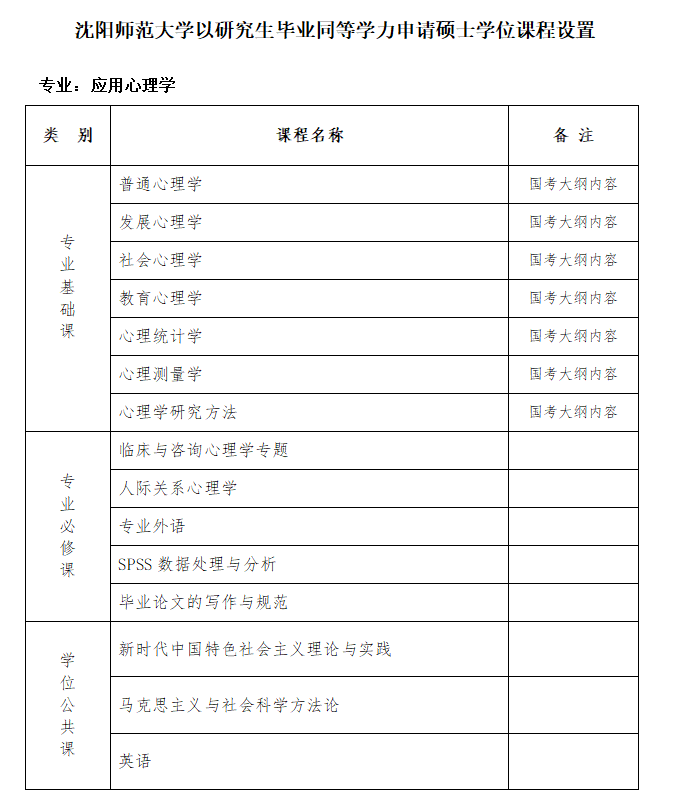 沈阳师范大学以研究生毕业同等学力申请硕士学位课程设置
专业：应用心理学
类 别 课程名称 备 注
专业基础课
普通心理学 国考大纲内容
发展心理学 国考大纲内容
社会心理学 国考大纲内容
教育心理学 国考大纲内容
心理统计学 国考大纲内容
心理测量学 国考大纲内容
心理学研究方法 国考大纲内容
专业必修课
临床与咨询心理学专题
人际关系心理学
专业外语
SPSS 数据处理与分析
毕业论文的写作与规范
学位公共课
新时代中国特色社会主义理论与实践
马克思主义与社会科学方法论
英语